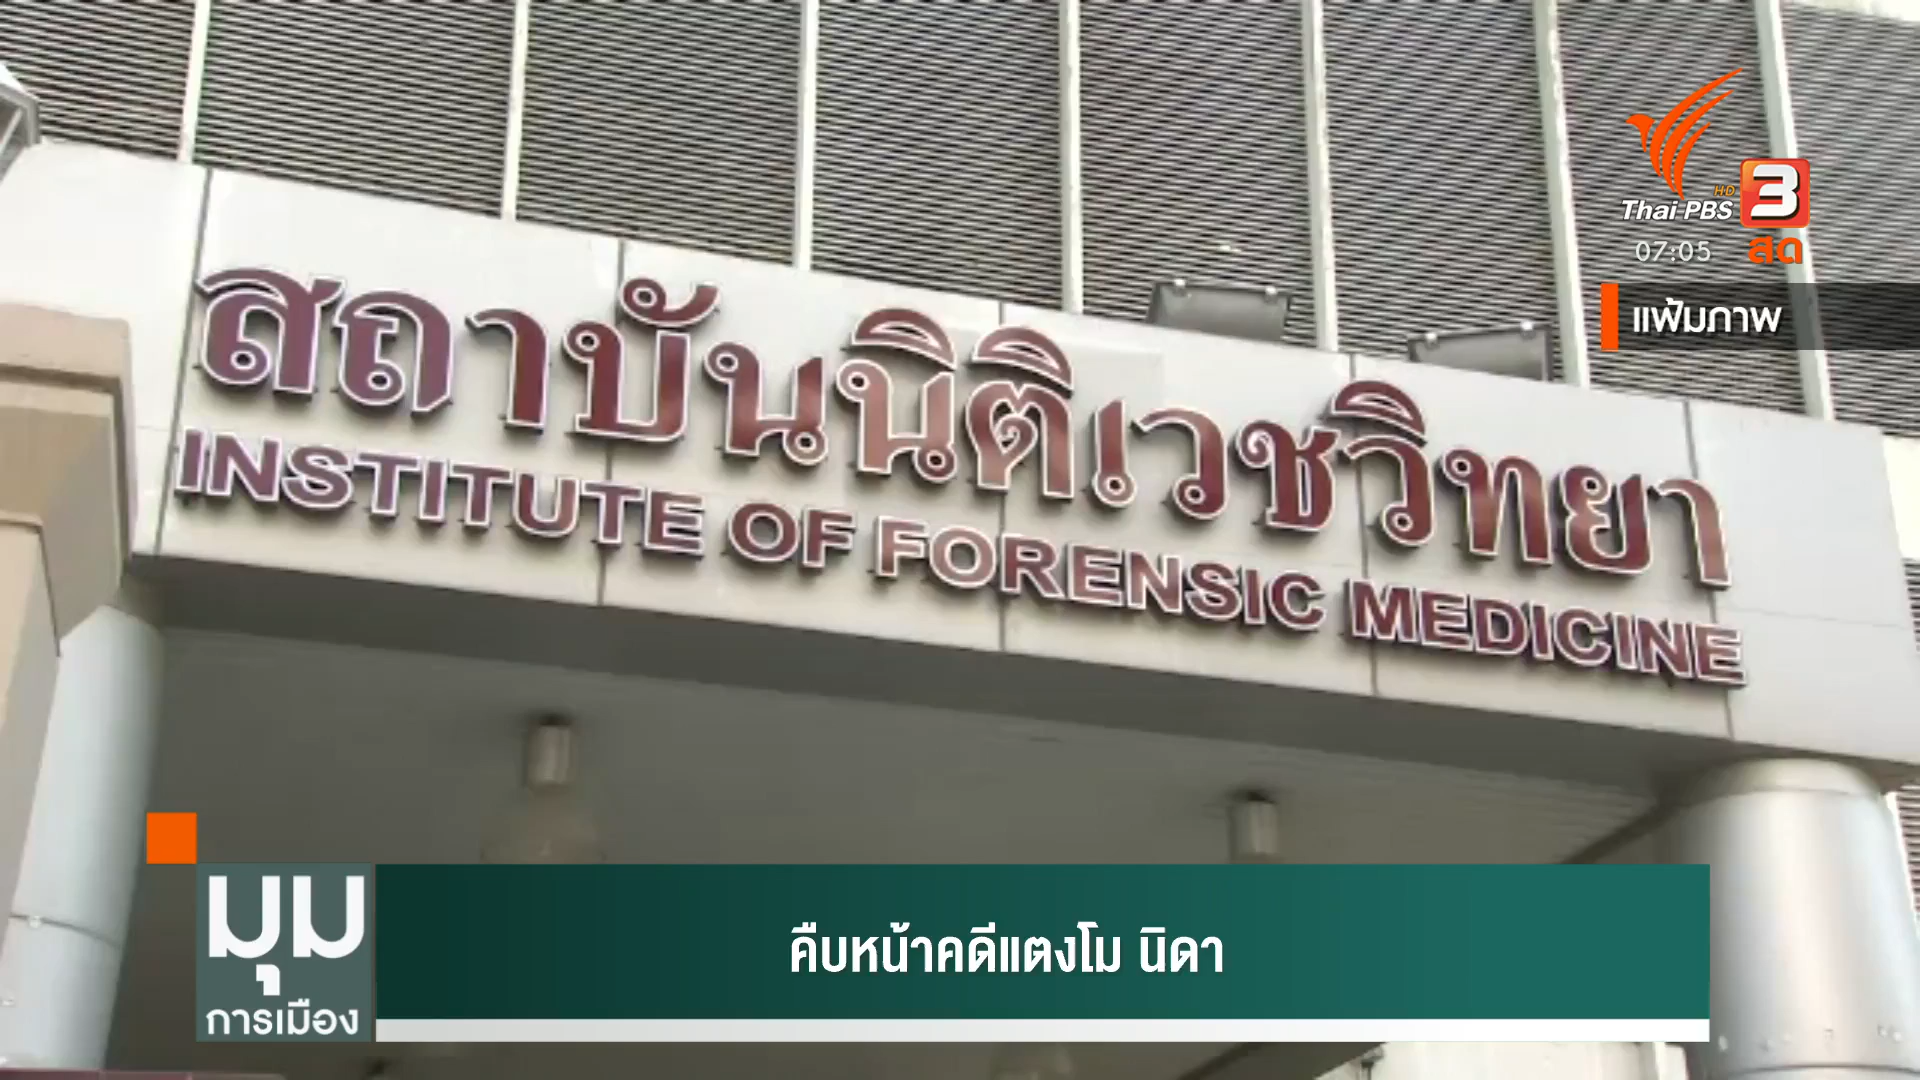 HD
Thai PBS 3
07:05 สด
แฟ้มภาพ
สถาบันนิติเวชวิทยา
INSTITUTE OF FORENSIC MEDICINE
มุม
การเมือง
คืบหน้าคดีแตงโม นิดา